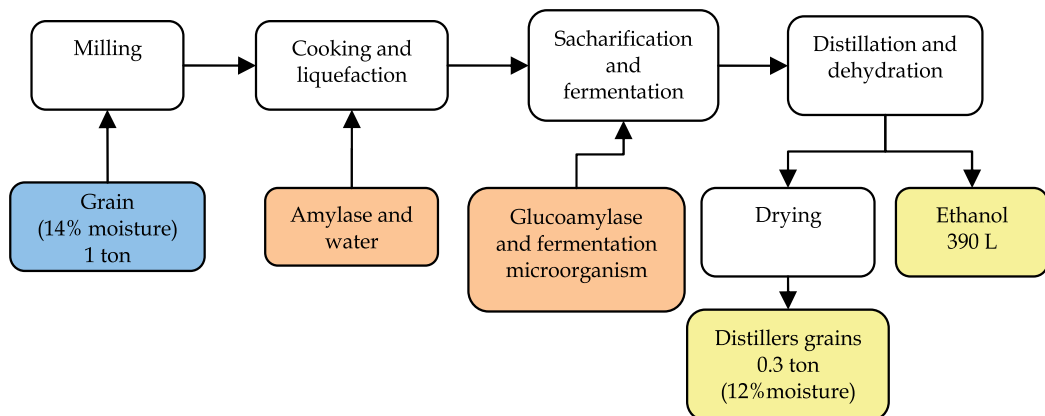 Milling
Cooking and
liquefaction
Sacharification
and
fermentation
Distillation and
dehydration
Grain
(14% moisture)
1 ton
Amylase and
water
Glucoamylase
and fermentation
microorganism
Drying
Ethanol
390 L
Distillers grains
0.3 ton
(12%moisture)